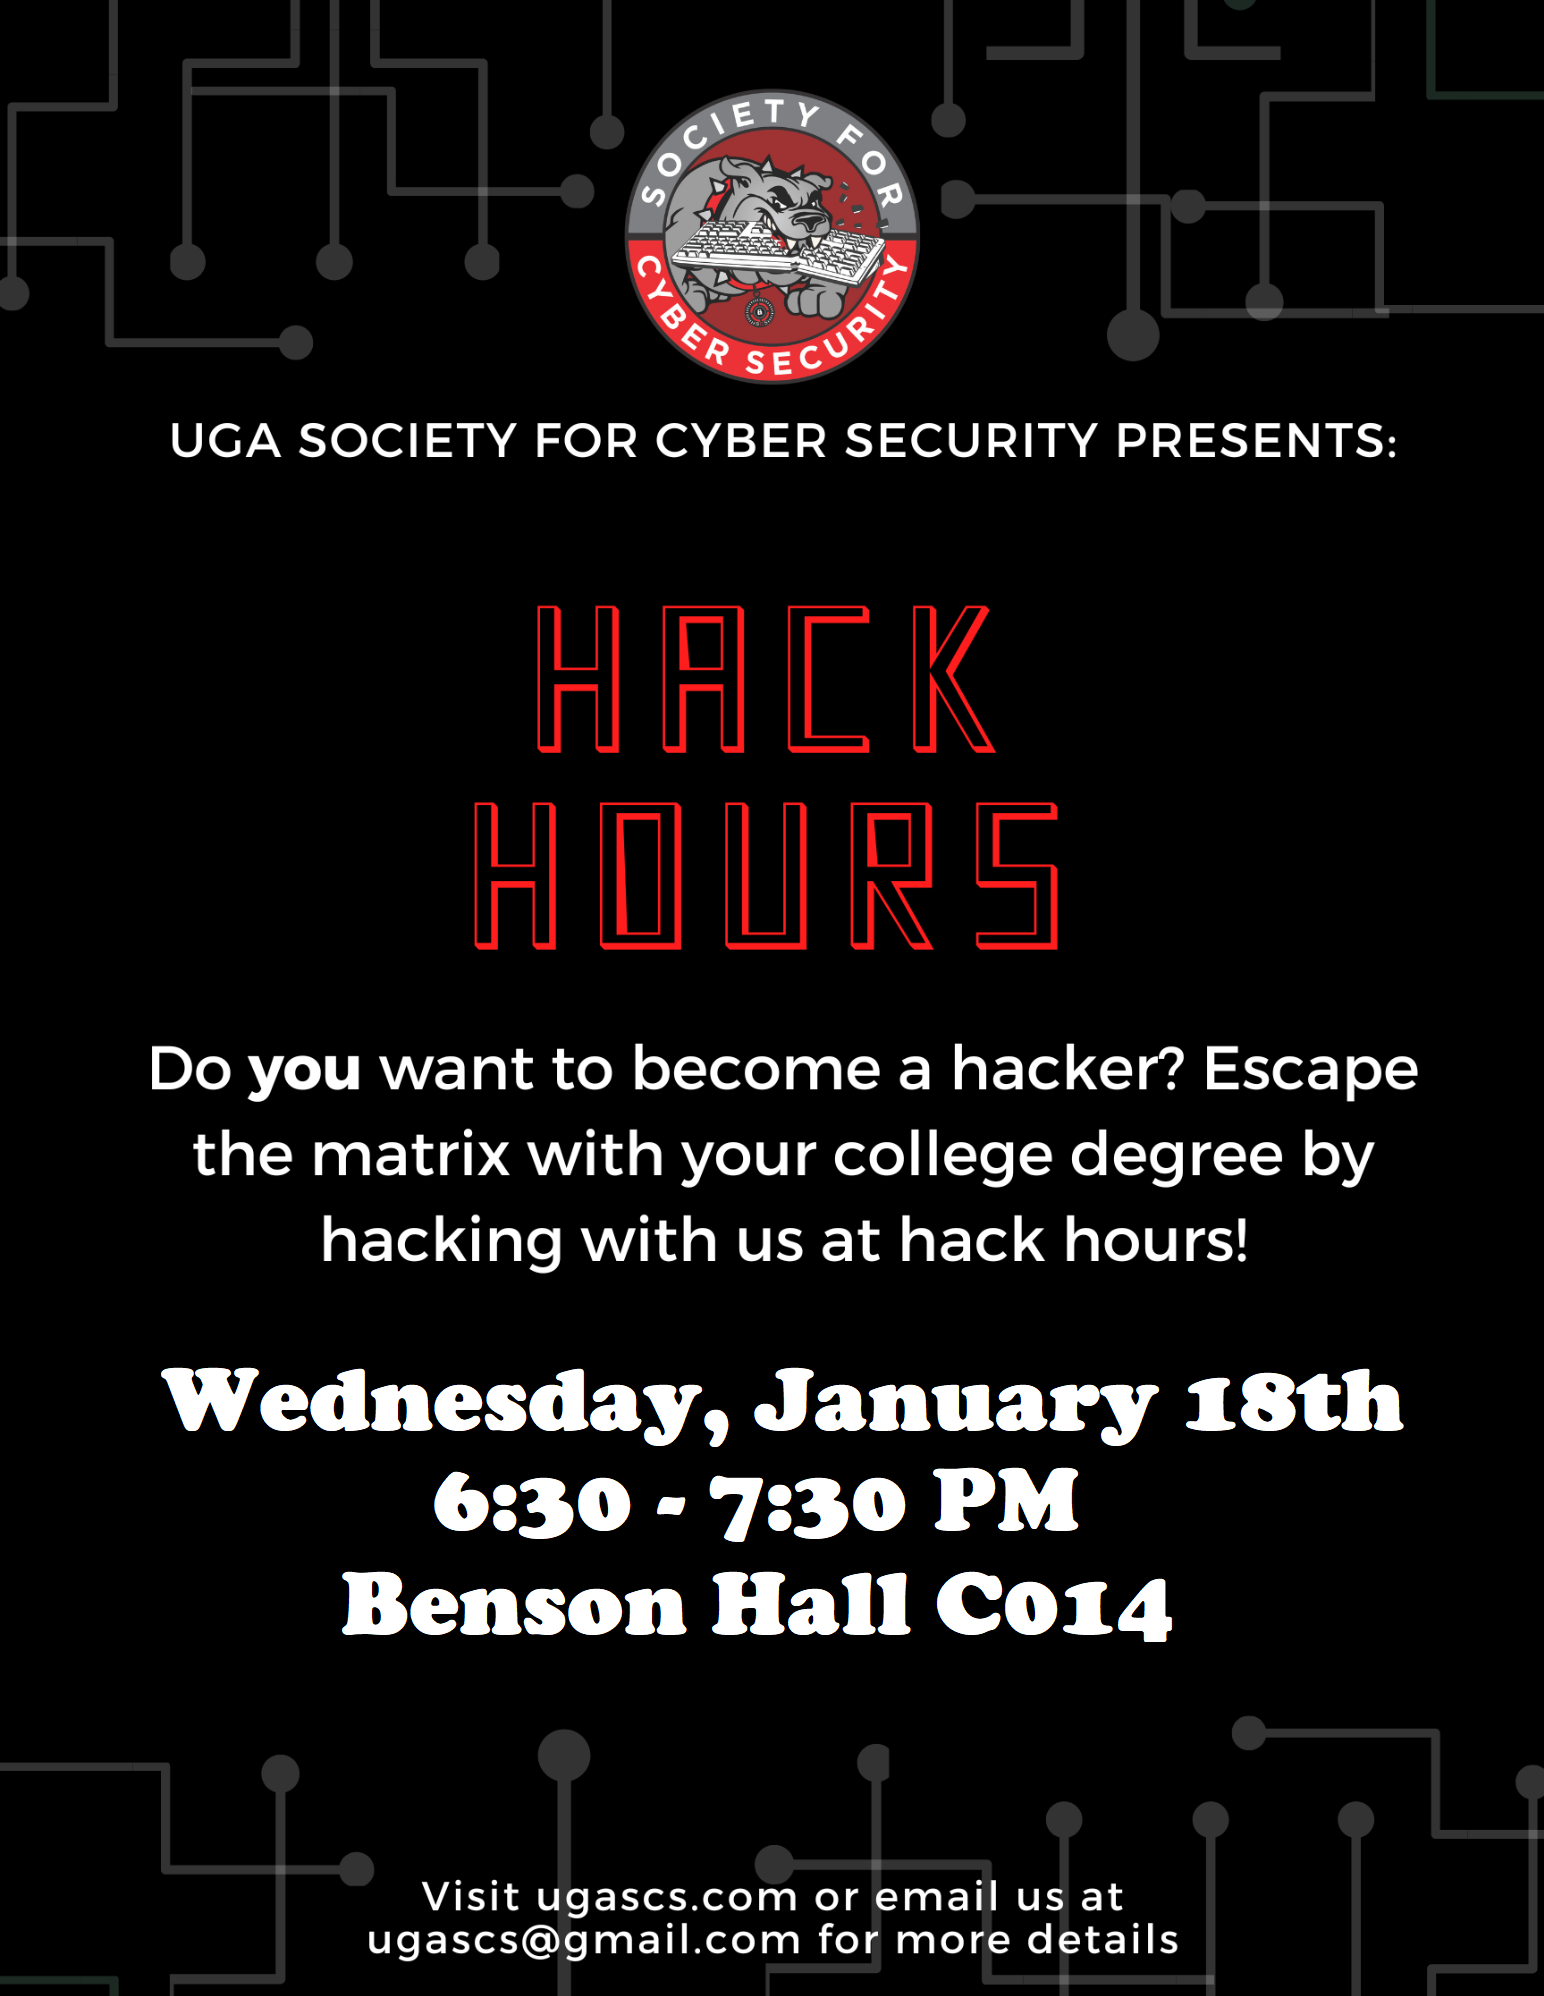 SOCIETY FOR
CYBER SECURITY
UGA SOCIETY FOR CYBER SECURITY PRESENTS:
HACK
HOURS
Do you want to become a hacker? Escape
the matrix with your college degree by
hacking with us at hack hours!
Wednesday, January 18th
6:30 - 7:30 PM
Benson Hall C014
Visit ugascs.com or email us at
ugascs@gmail.com for more details